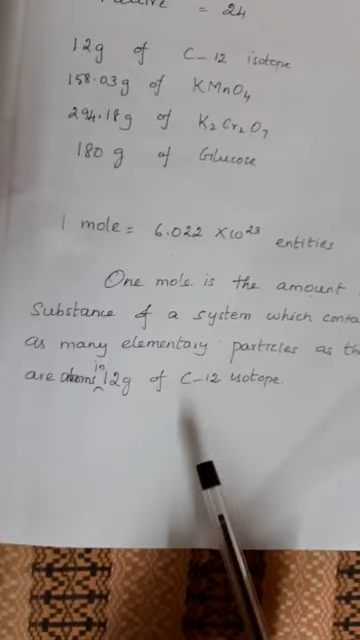 = 24
12g of C-12 isotope
158.03g of KMnO4
294.18g of K2Cr2O7
180 g of Glucose
1 mole = 6.022 X10^23 entities
One mole is the amount
Substance of a system which conta
as many elementary particles as th
are atoms in 12g of C-12 isotope.